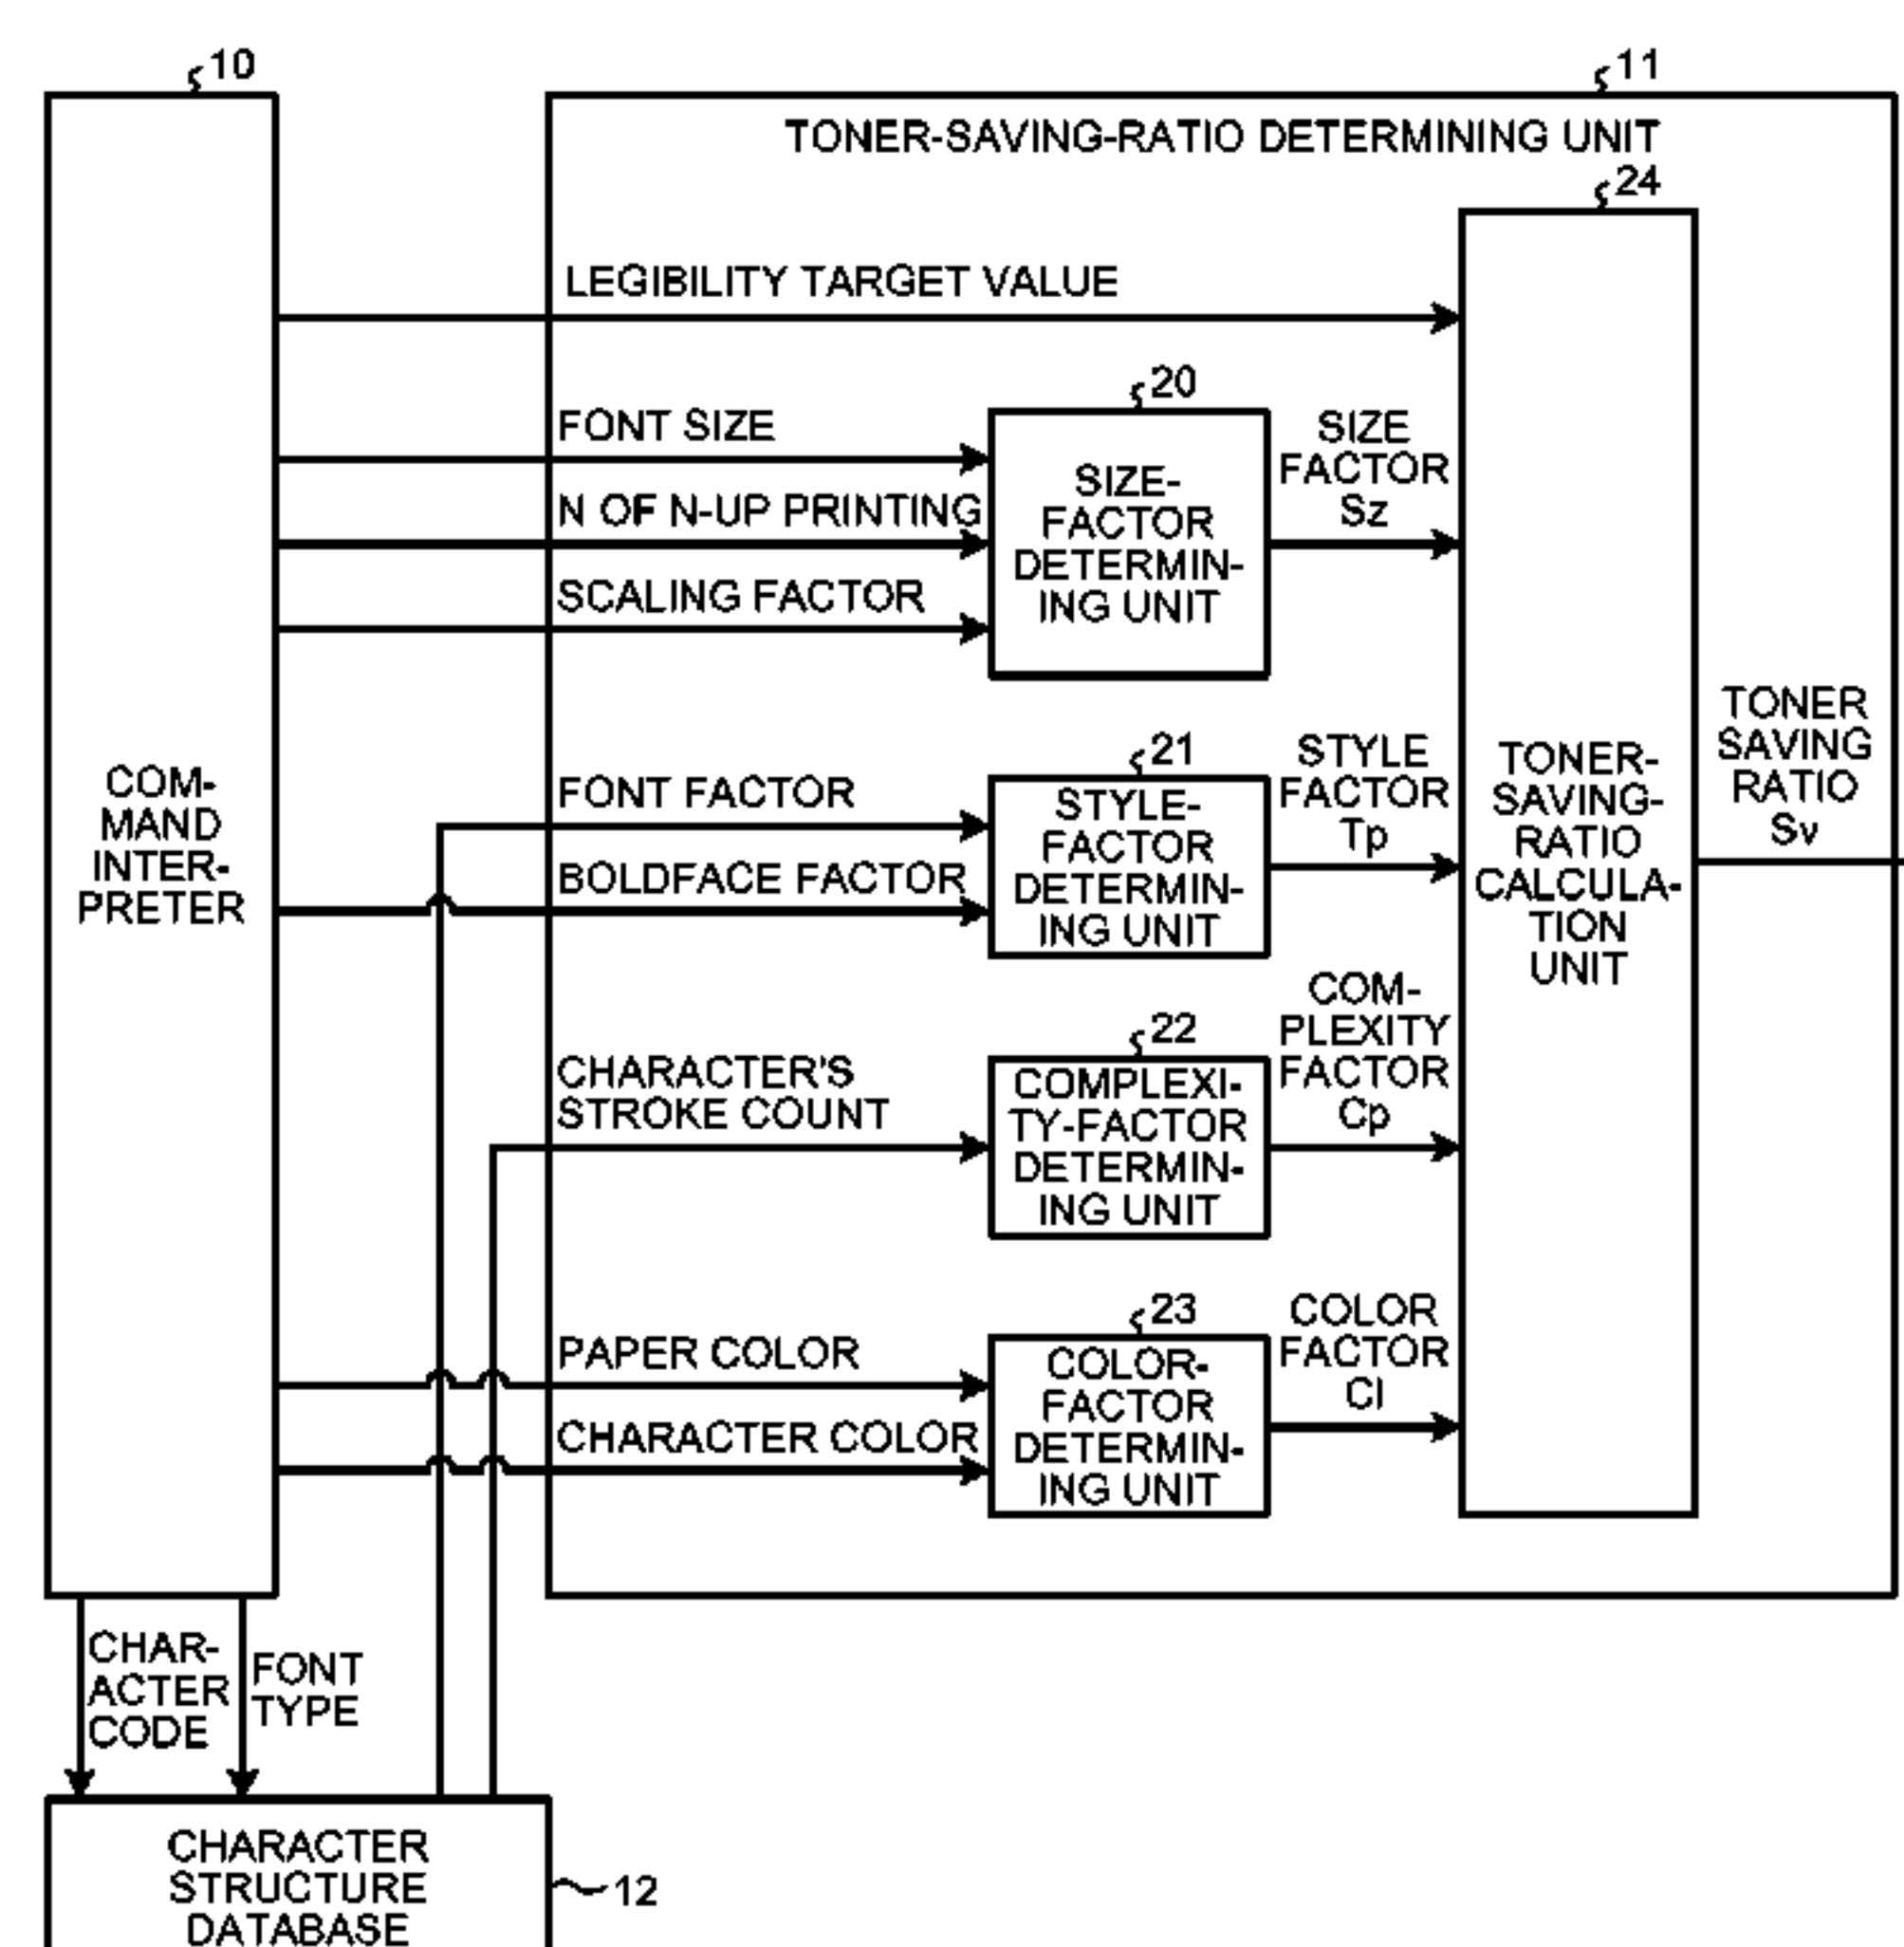 10
11
TONER-SAVING-RATIO DETERMINING UNIT
24
LEGIBILITY TARGET VALUE
20
FONT SIZE
N OF N-UP PRINTING
SCALING FACTOR
SIZE-
FACTOR
DETERMIN-
ING UNIT
SIZE
FACTOR
Sz
COM-
MAND
INTER-
PRETER
21
FONT FACTOR
BOLDFACE FACTOR
STYLE-
FACTOR
DETERMIN-
ING UNIT
STYLE
FACTOR
Tp
TONER-
SAVING-
RATIO
CALCULA-
TION
UNIT
TONER
SAVING
RATIO
Sv
22
CHARACTER'S
STROKE COUNT
COMPLEXI-
TY-FACTOR
DETERMIN-
ING UNIT
COM-
PLEXITY
FACTOR
Cp
23
PAPER COLOR
CHARACTER COLOR
COLOR-
FACTOR
DETERMIN-
ING UNIT
COLOR
FACTOR
Cl
CHAR-
ACTER
CODE
FONT
TYPE
CHARACTER
STRUCTURE
DATABASE
12